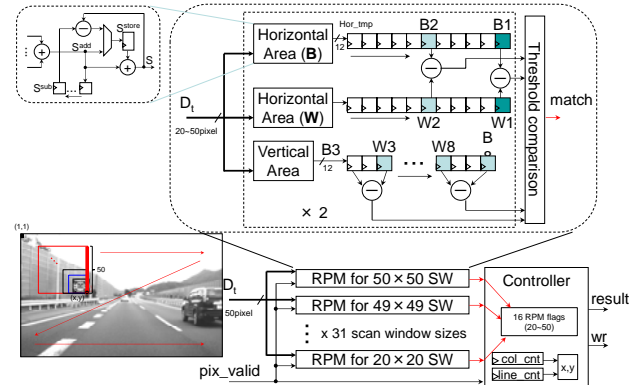 S^add
S^store
S
S^sub
Horizontal Area (B)
Hor_tmp
12
B2
B1
D_t
20~50pixel
Horizontal Area (W)
W2
W1
Vertical Area
B3
12
W3
W8
× 2
Threshold comparison
match
(1,1)
50
(x,y)
D_t
50pixel
RPM for 50×50 SW
RPM for 49×49 SW
x 31 scan window sizes
RPM for 20×20 SW
pix_valid
Controller
16 RPM flags
(20~50)
col_cnt
line_cnt
x,y
result
wr